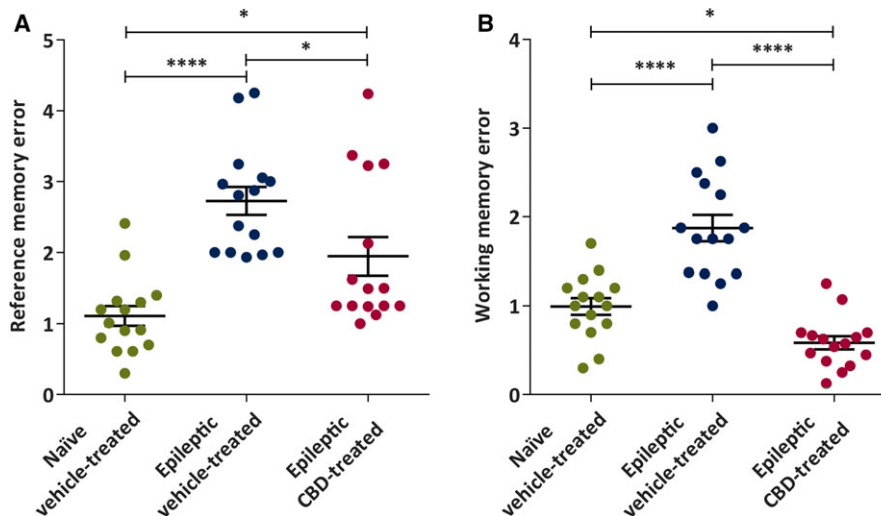 A
*
****
*
5
4
3
2
1
0
Reference memory error
Naïve
vehicle-treated
Epileptic
vehicle-treated
Epileptic
CBD-treated
B
*
****
****
4
3
2
1
0
Working memory error
Naïve
vehicle-treated
Epileptic
vehicle-treated
Epileptic
CBD-treated